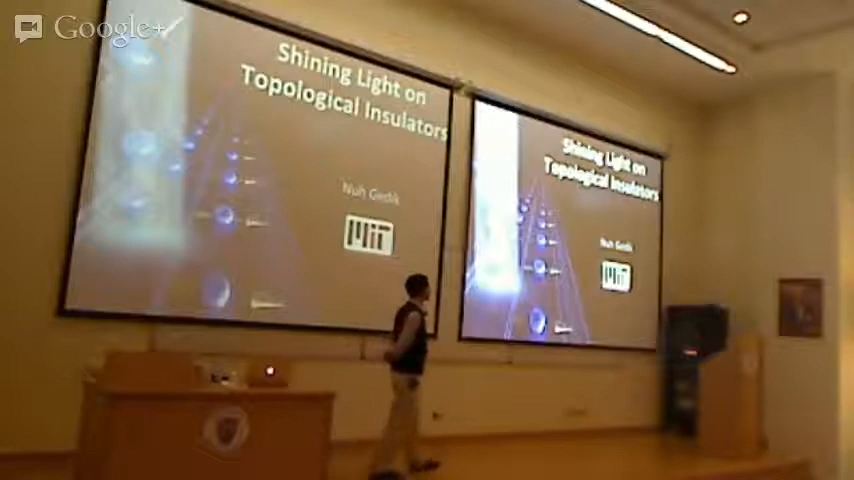 Google+
Shining Light on
Topological Insulators
Nuh Gedik
MIT
Shining Light on
Topological Insulators
Nuh Gedik
MIT